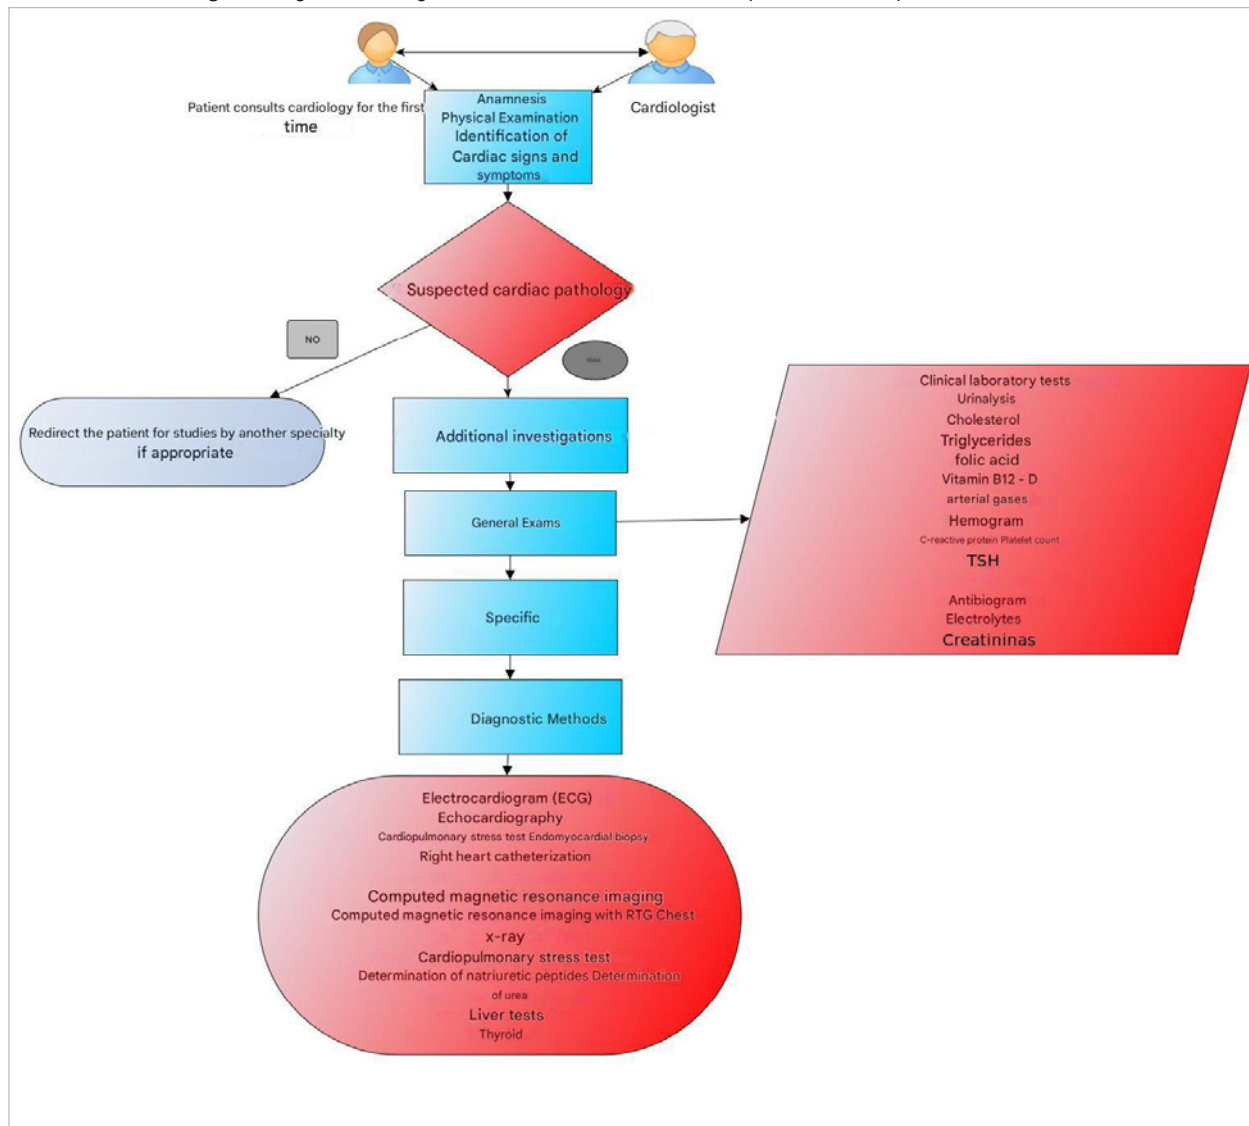 Patient consults cardiology for the first
time
Cardiologist
Anamnesis
Physical Examination
Identification of
Cardiac signs and
symptoms
Suspected cardiac pathology
NO
Redirect the patient for studies by another specialty
if appropriate
Additional investigations
General Exams
Specific
Diagnostic Methods
Clinical laboratory tests
Urinalysis
Cholesterol
Triglycerides
folic acid
Vitamin B12 - D
arterial gases
Hemogram
C-reactive protein Platelet count
TSH
Antibiogram
Electrolytes
Creatininas
Electrocardiogram (ECG)
Echocardiography
Cardiopulmonary stress test Endomyocardial biopsy
Right heart catheterization
Computed magnetic resonance imaging
Computed magnetic resonance imaging with RTG Chest
x-ray
Cardiopulmonary stress test
Determination of natriuretic peptides Determination
of urea
Liver tests
Thyroid